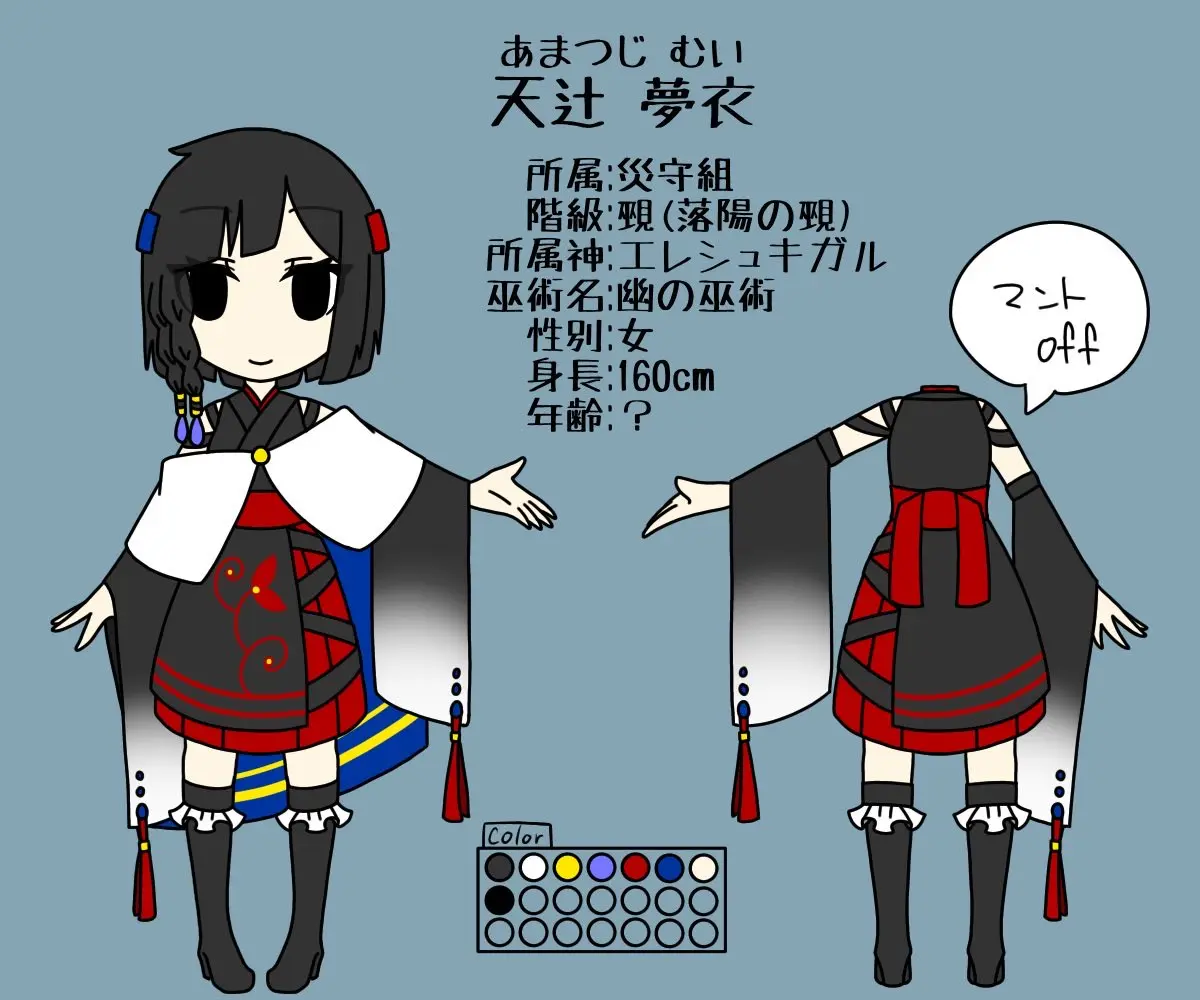 あまつじ むい
天辻 夢衣
所属:災守組
階級:覡(落陽の覡)
所属神:エレシュキガル
巫術名:幽の巫術
性別:女
身長:160cm
年齢:？
マント
off
Color